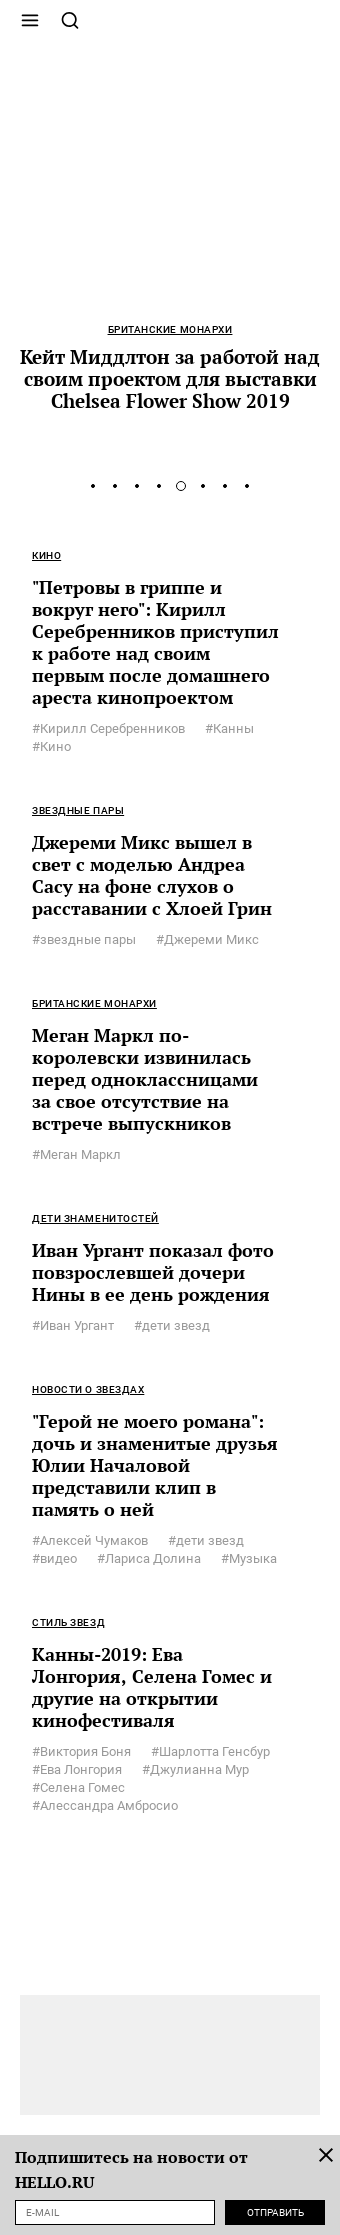 БРИТАНСКИЕ МОНАРХИ
Кейт Миддлтон за работой над
своим проектом для выставки
Chelsea Flower Show 2019
КИНО
"Петровы в гриппе и
вокруг него": Кирилл
Серебренников приступил
к работе над своим
первым после домашнего
ареста кинопроектом
#Кирилл Серебренников #Канны
#Кино
ЗВЕЗДНЫЕ ПАРЫ
Джереми Микс вышел в
свет с моделью Андреа
Сасу на фоне слухов о
расставании с Хлоей Грин
#звездные пары #Джереми Микс
БРИТАНСКИЕ МОНАРХИ
Меган Маркл по-
королевски извинилась
перед одноклассницами
за свое отсутствие на
встрече выпускников
#Меган Маркл
ДЕТИ ЗНАМЕНИТОСТЕЙ
Иван Ургант показал фото
повзрослевшей дочери
Нины в ее день рождения
#Иван Ургант #дети звезд
НОВОСТИ О ЗВЕЗДАХ
"Герой не моего романа":
дочь и знаменитые друзья
Юлии Началовой
представили клип в
память о ней
#Алексей Чумаков #дети звезд
#видео #Лариса Долина #Музыка
СТИЛЬ ЗВЕЗД
Канны-2019: Ева
Лонгория, Селена Гомес и
другие на открытии
кинофестиваля
#Виктория Боня #Шарлотта Генсбур
#Ева Лонгория #Джулианна Мур
#Селена Гомес
#Алессандра Амбросио
Подпишитесь на новости от
HELLO.RU
E-MAIL ОТПРАВИТЬ